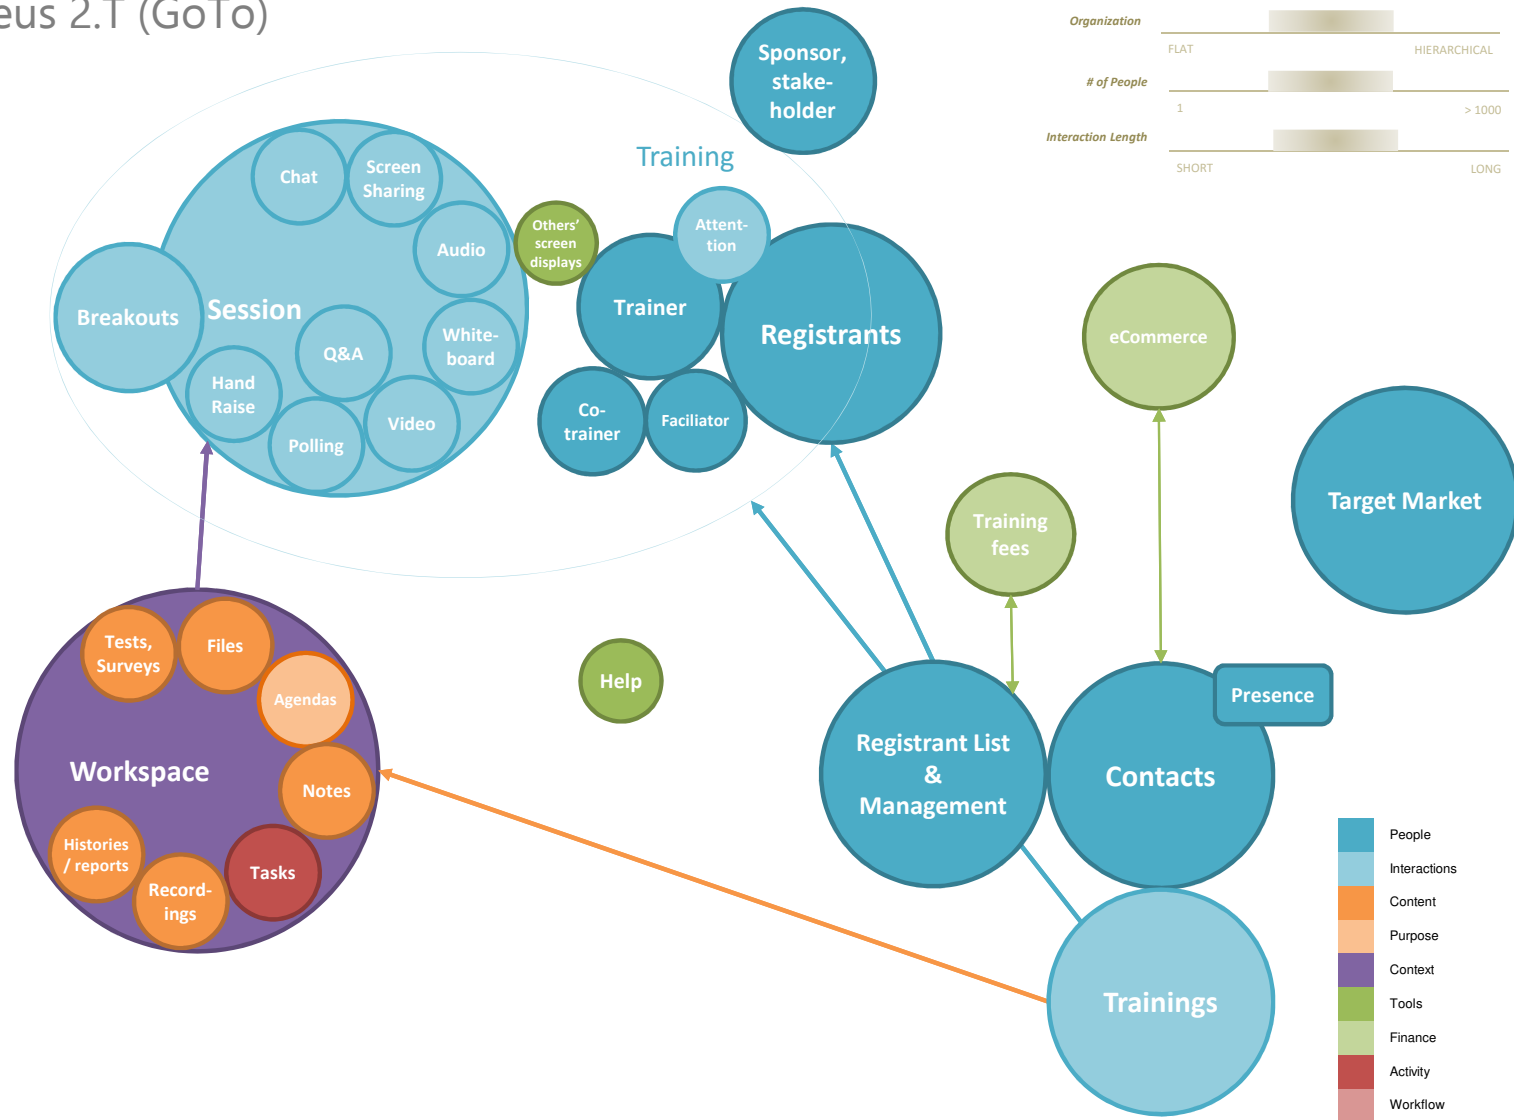 eus 2.T (GoTo)
Organization
FLAT
HIERARCHICAL
# of People
1
> 1000
Interaction Length
SHORT
LONG
Sponsor,
stake-
holder
Training
Chat
Screen
Sharing
Audio
Others'
screen
displays
Attent-
tion
Breakouts
Session
Q&A
White-
board
Hand
Raise
Polling
Video
Trainer
Registrants
Co-
trainer
Faciliator
eCommerce
Target Market
Training
fees
Tests,
Surveys
Files
Agendas
Workspace
Notes
Histories
/ reports
Record-
ings
Tasks
Help
Registrant List
&
Management
Contacts
Presence
Trainings
People
Interactions
Content
Purpose
Context
Tools
Finance
Activity
Workflow